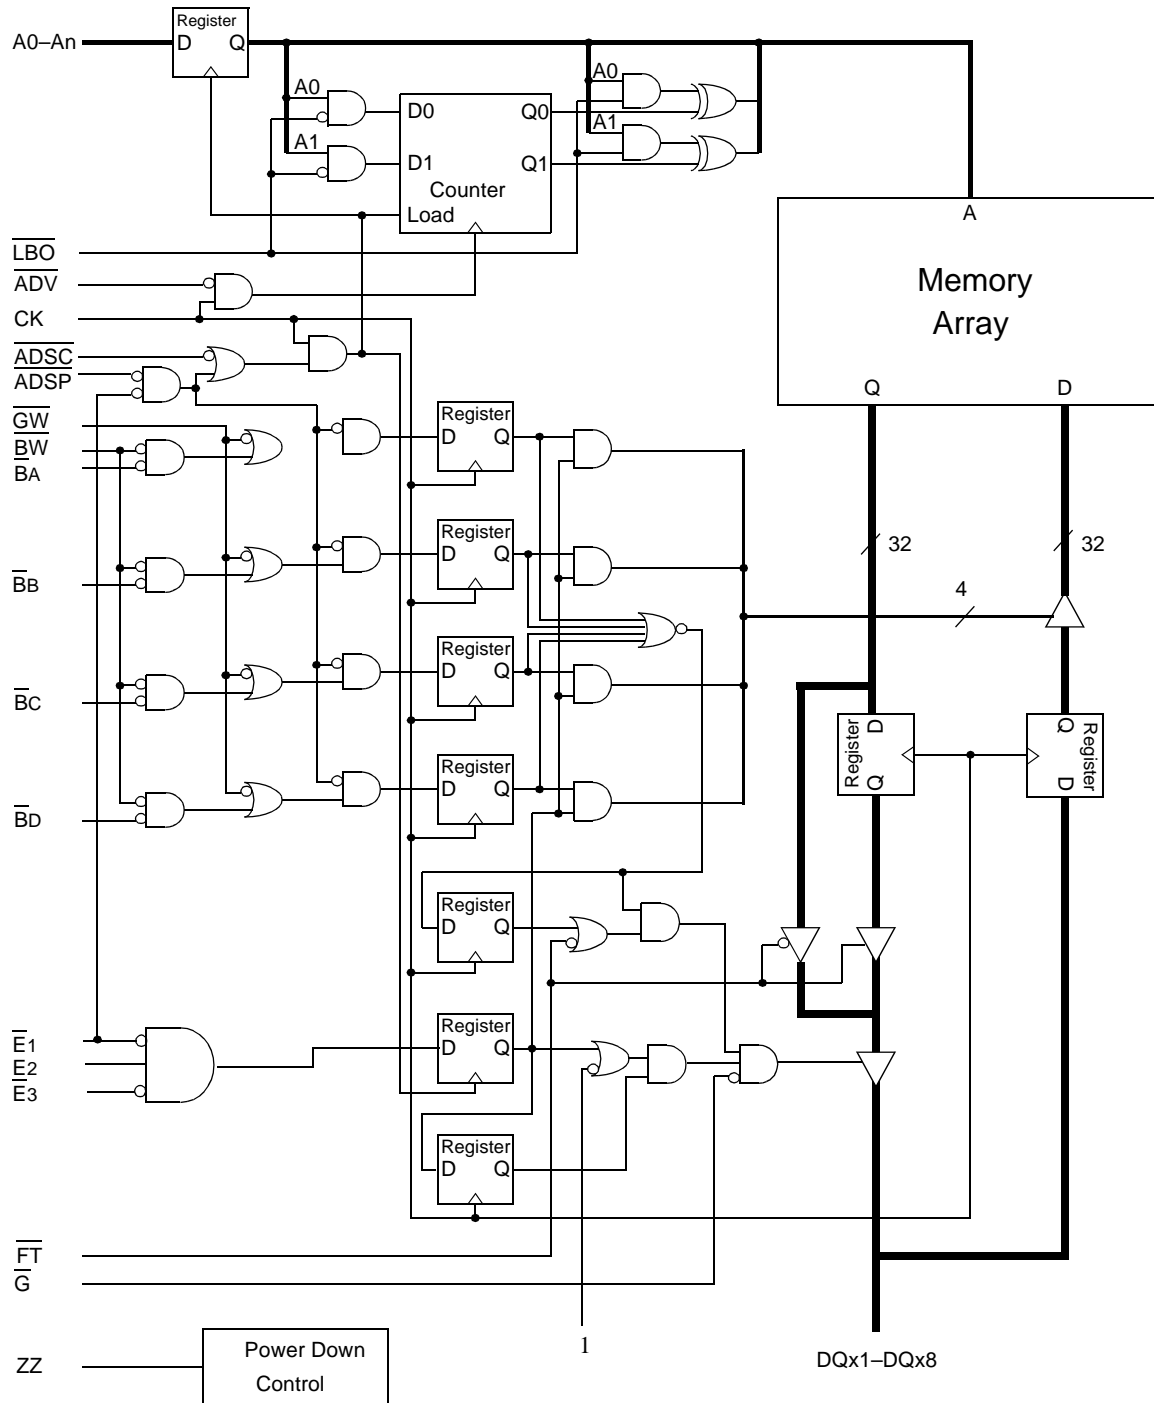 Register
A0–An
D Q
A0
A0
D0
Q0
A1
A1
D1
Q1
Counter
Load
A
LBO
ADV
Memory
Array
CK
ADSC
ADSP
Q
D
Register
D Q
GW
BW
BA
Register
D Q
32
32
BB
4
Register
D Q
BC
Register
D
Q
Register
Q
D
Register
D Q
BD
Register
D Q
Register
D Q
E1
E2
E3
Register
D Q
FT
G
1
Power Down
Control
ZZ
DQx1–DQx8